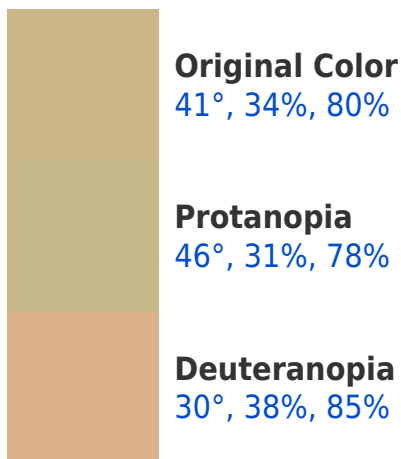 Original Color
41°, 34%, 80%
Protanopia
46°, 31%, 78%
Deuteranopia
30°, 38%, 85%